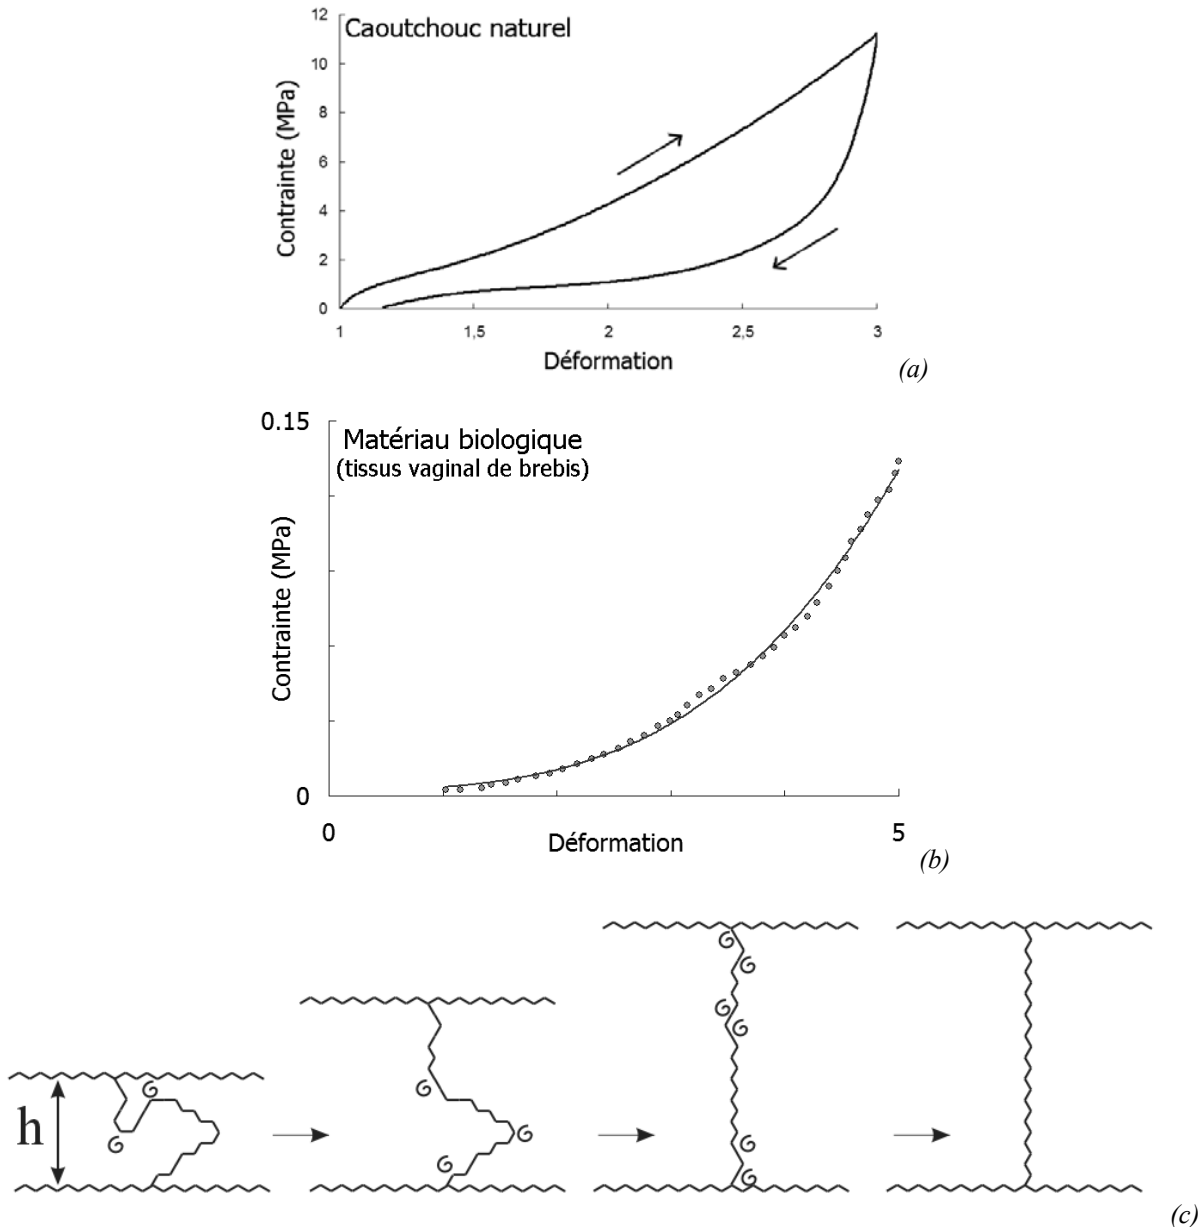 Caoutchouc naturel
Contrainte (MPa)
12
10
8
6
4
2
0
1
1,5
2
2,5
3
Déformation
(a)
0.15
Matériau biologique
(tissus vaginal de brebis)
Contrainte (MPa)
0
0
5
Déformation
(b)
h
(c)